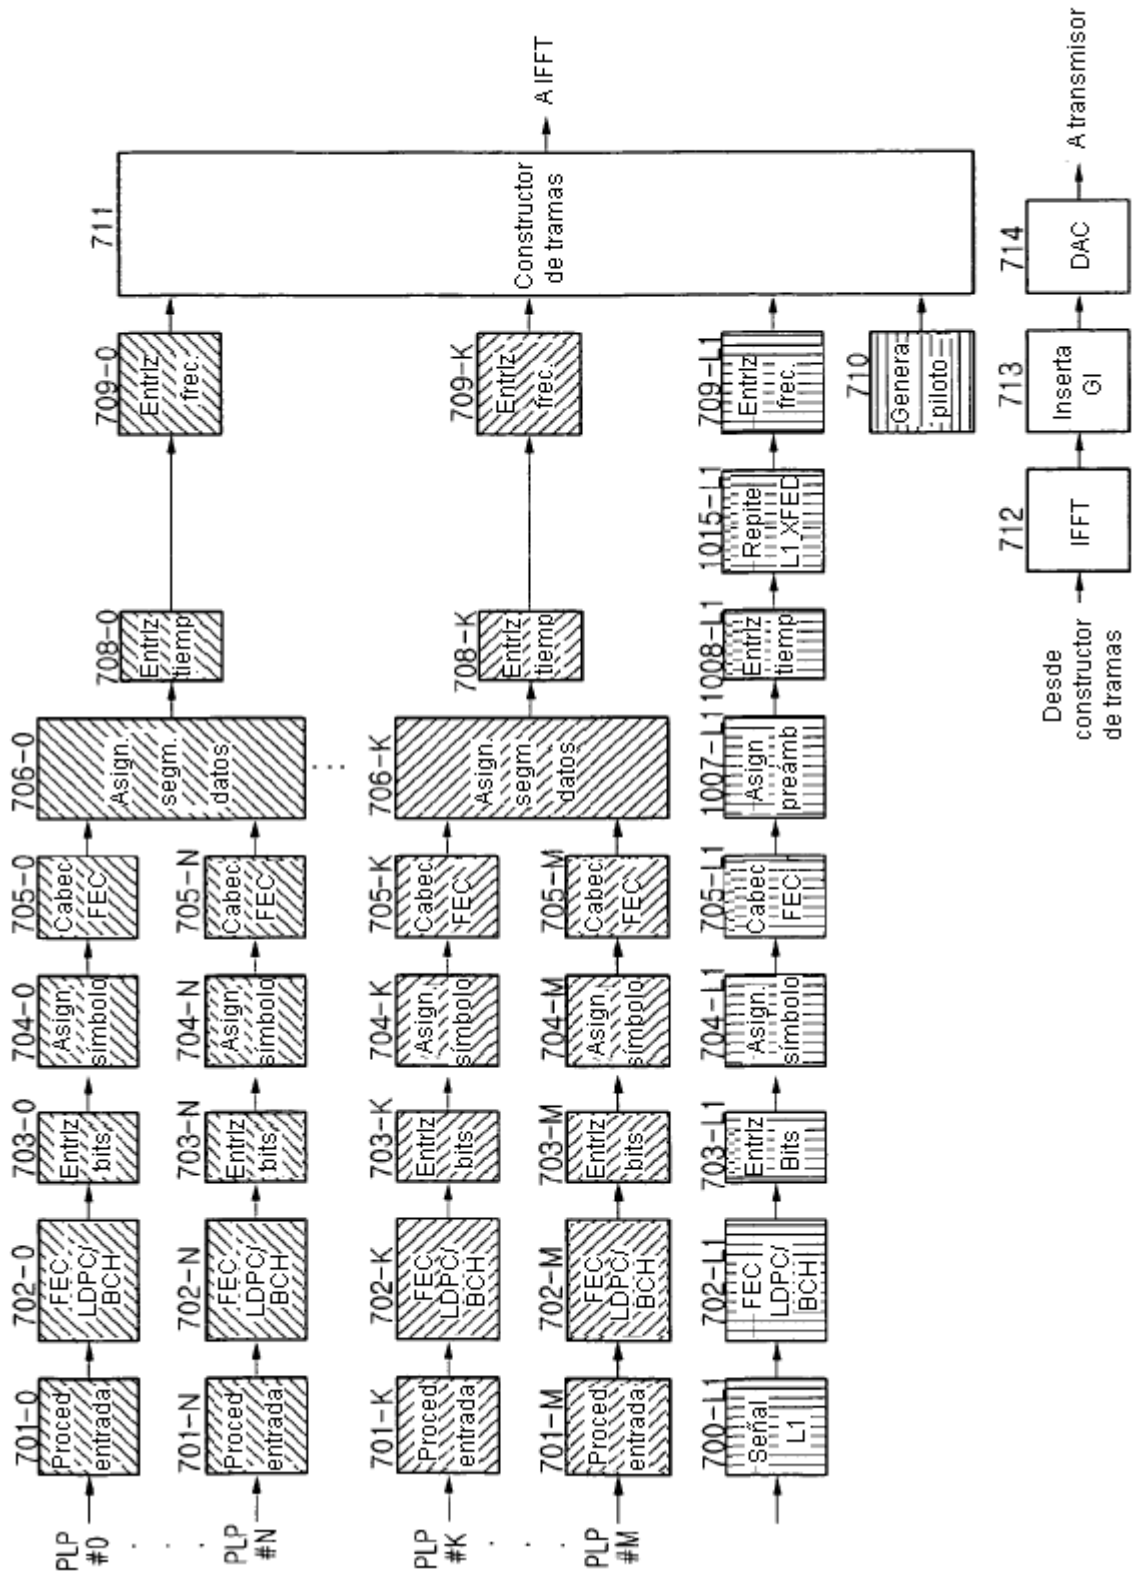 PLP
#0
701-0
Proced
entrada
702-0
FEC
LDPC/
BCH
703-0
Entrlz
bits
704-0
Asign.
símbolo
705-0
Cabec
FEC
706-0
Asign.
segm.
datos
708-0
Entrlz
tiemp
709-0
Entrlz
frec.
711
Constructor
de tramas
A IFFT
PLP
#N
701-N
Proced
entrada
702-N
FEC
LDPC/
BCH
703-N
Entrlz
bits
704-N
Asign.
símbolo
705-N
Cabec
FEC
PLP
#K
701-K
Proced
entrada
702-K
FEC
LDPC/
BCH
703-K
Entrlz
bits
704-K
Asign.
símbolo
705-K
Cabec
FEC
706-K
Asign.
segm.
datos
708-K
Entrlz
tiemp
709-K
Entrlz
frec.
PLP
#M
701-M
Proced
entrada
702-M
FEC
LDPC/
BCH
703-M
Entrlz
bits
704-M
Asign.
símbolo
705-M
Cabec
FEC
700-L1
Señal
L1
702-L1
FEC
LDPC/
BCH
703-L1
Entrlz
Bits
704-L1
Asign.
símbolo
705-L1
Cabec
FEC
1007-L1
Asign
preámb
1008-L1
Entrlz
tiemp
1015-L1
Repite
L1_XFED
709-L1
Entrlz
frec.
710
Genera
piloto
Desde
constructor
de tramas
712
IFFT
713
Inserta
GI
714
DAC
A transmisor